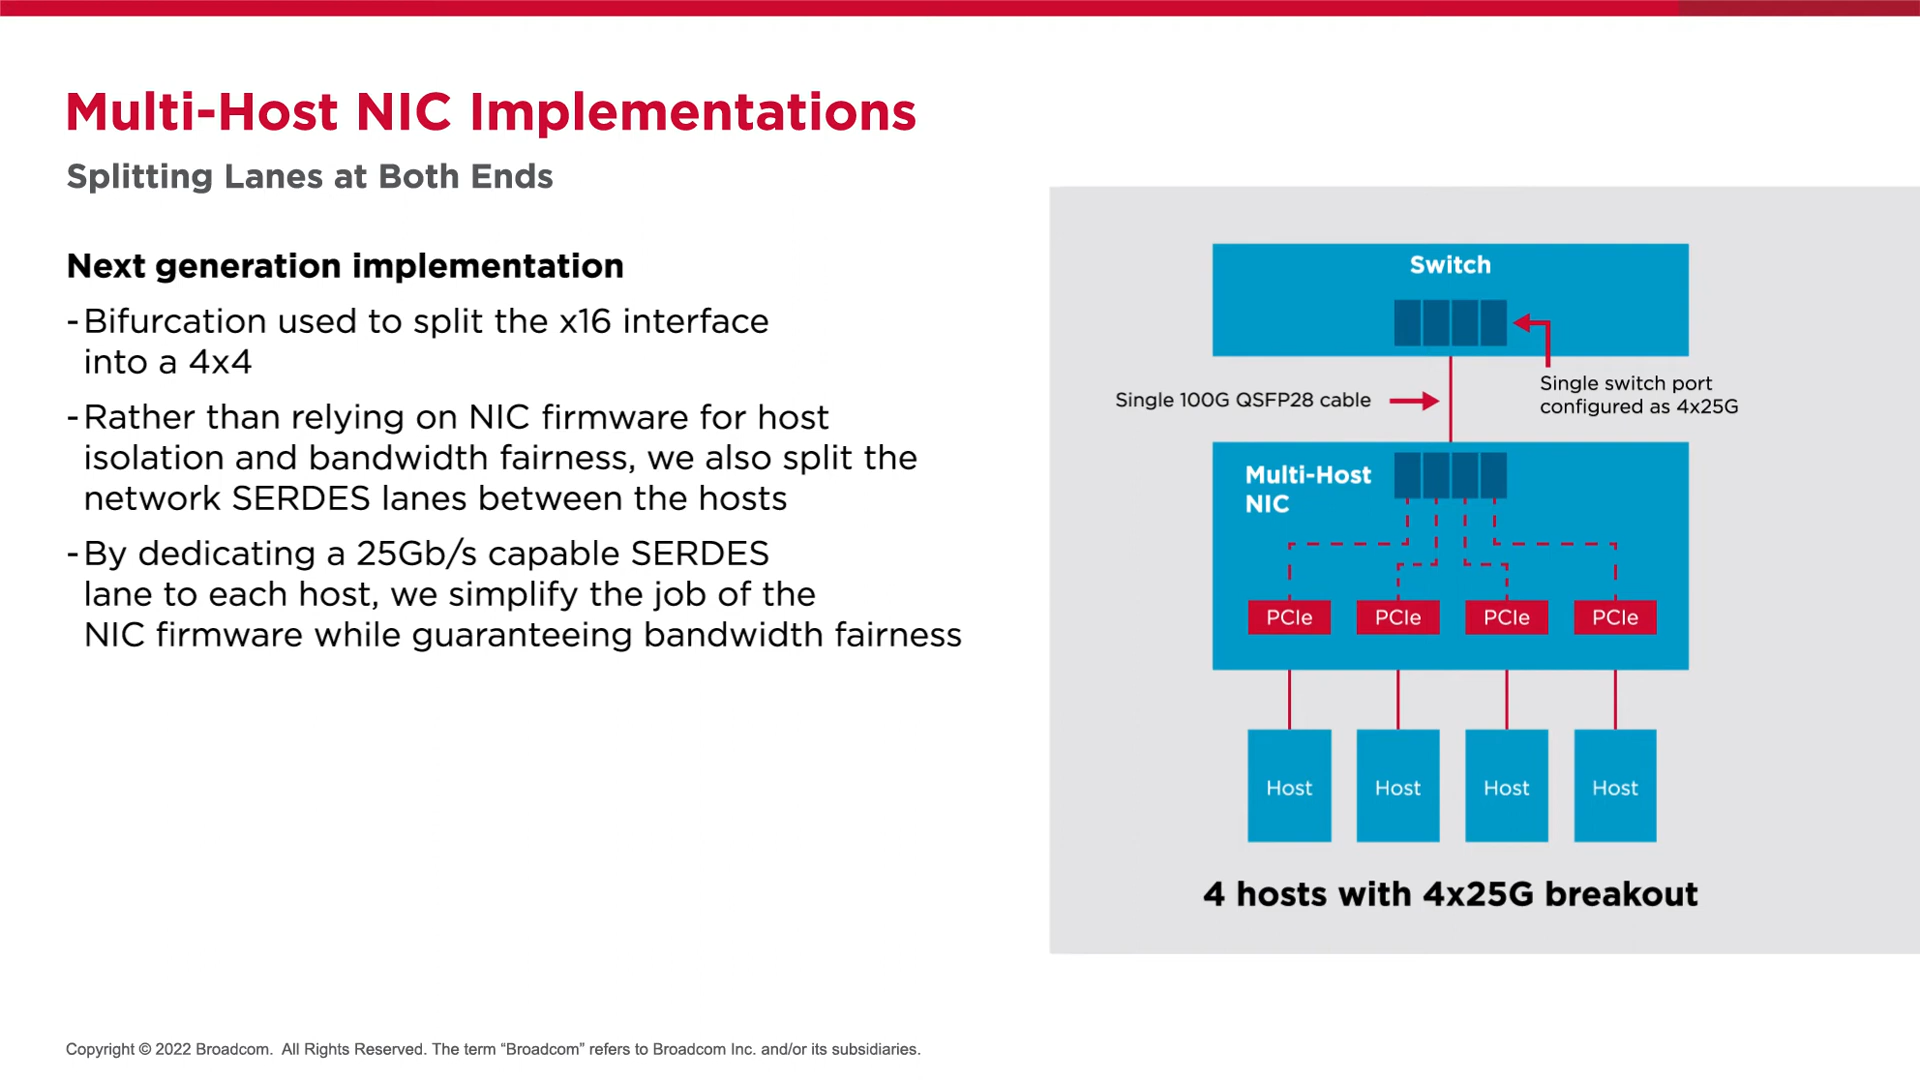 Multi-Host NIC Implementations
Splitting Lanes at Both Ends
Next generation implementation
-Bifurcation used to split the x16 interface
into a 4x4
-Rather than relying on NIC firmware for host
isolation and bandwidth fairness, we also split the
network SERDES lanes between the hosts
-By dedicating a 25Gb/s capable SERDES
lane to each host, we simplify the job of the
NIC firmware while guaranteeing bandwidth fairness
Switch
Single switch port
configured as 4x25G
Single 100G QSFP28 cable
Multi-Host
NIC
PCIe PCIe PCIe PCIe
Host Host Host Host
4 hosts with 4x25G breakout
Copyright © 2022 Broadcom. All Rights Reserved. The term “Broadcom” refers to Broadcom Inc. and/or its subsidiaries.